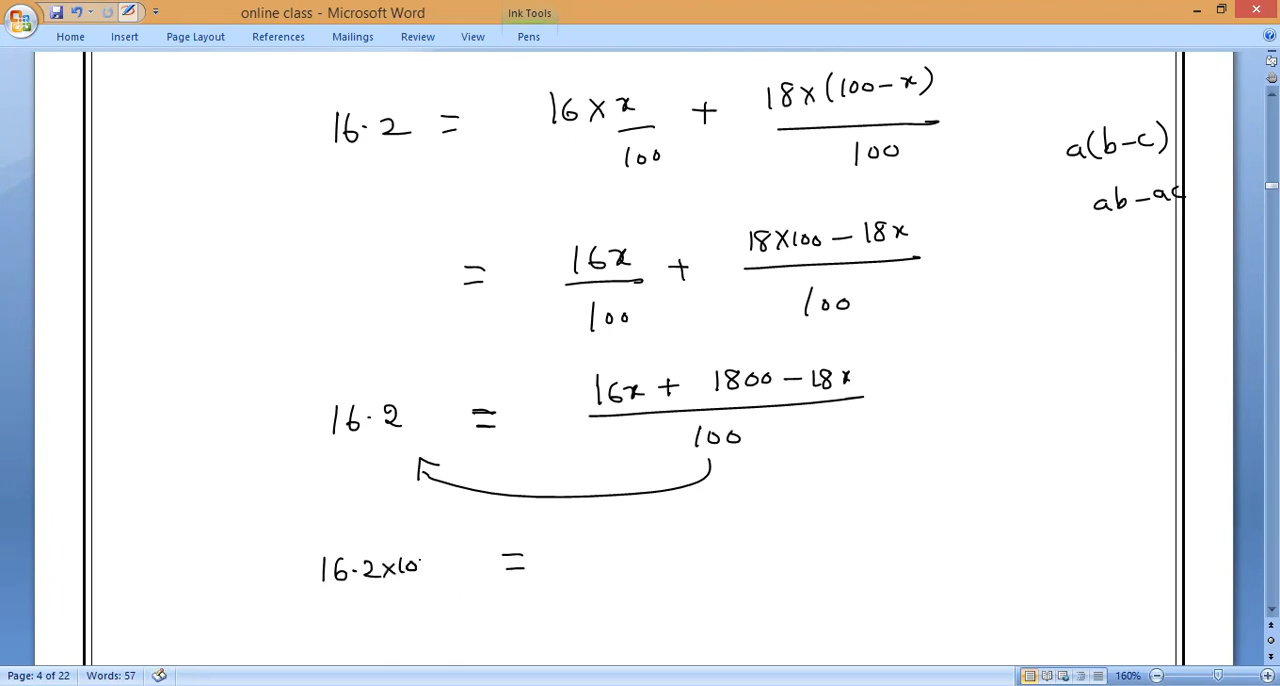 online class - Microsoft Word
Ink Tools
Home Insert Page Layout References Mailings Review View Pens
16.2 = 16 × x/100 + 18×(100-x)/100
a(b-c)
ab-ac
= 16x/100 + 18×100-18x/100
16.2 = 16x + 1800-18x/100
16.2×10 =
Page: 4 of 22 Words: 57 160%